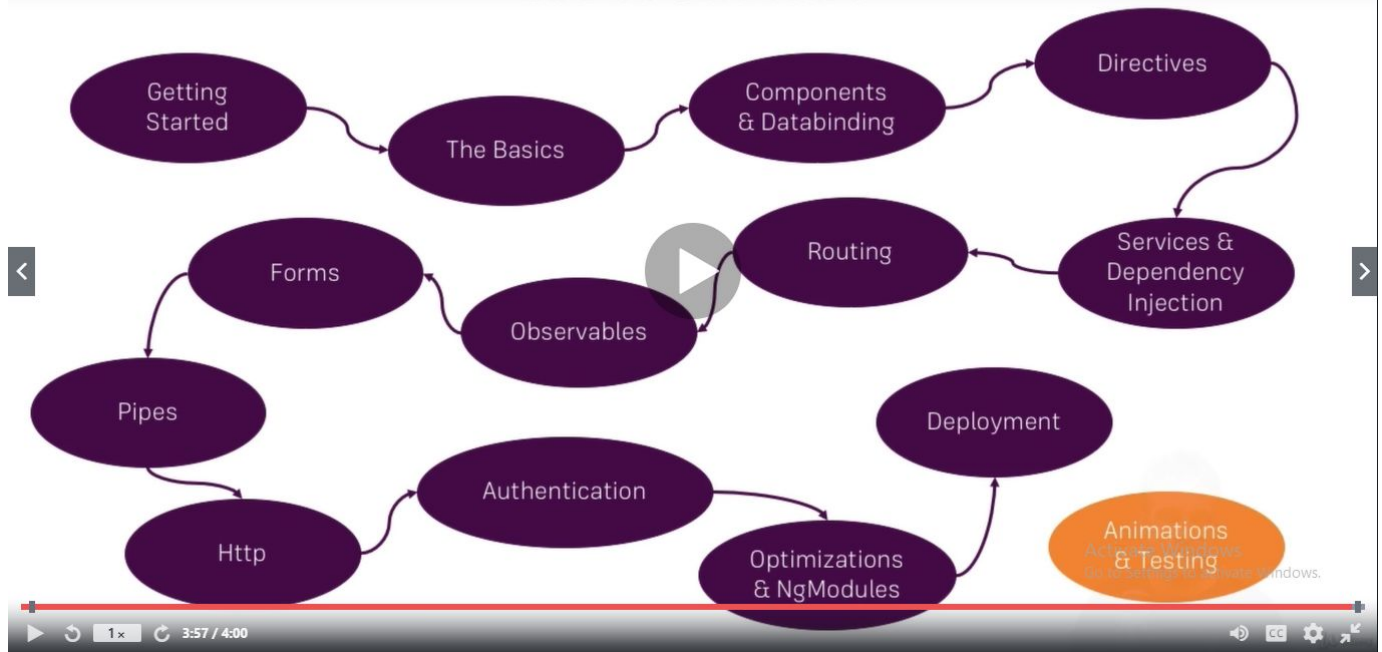 Getting
Started
The Basics
Components
& Databinding
Directives
Services &
Dependency
Injection
Routing
Observables
Forms
Pipes
Http
Authentication
Optimizations
& NgModules
Deployment
Animations
& Testing
Activate Windows
Go to Settings to activate Windows.
1x
3:57 / 4:00
CC